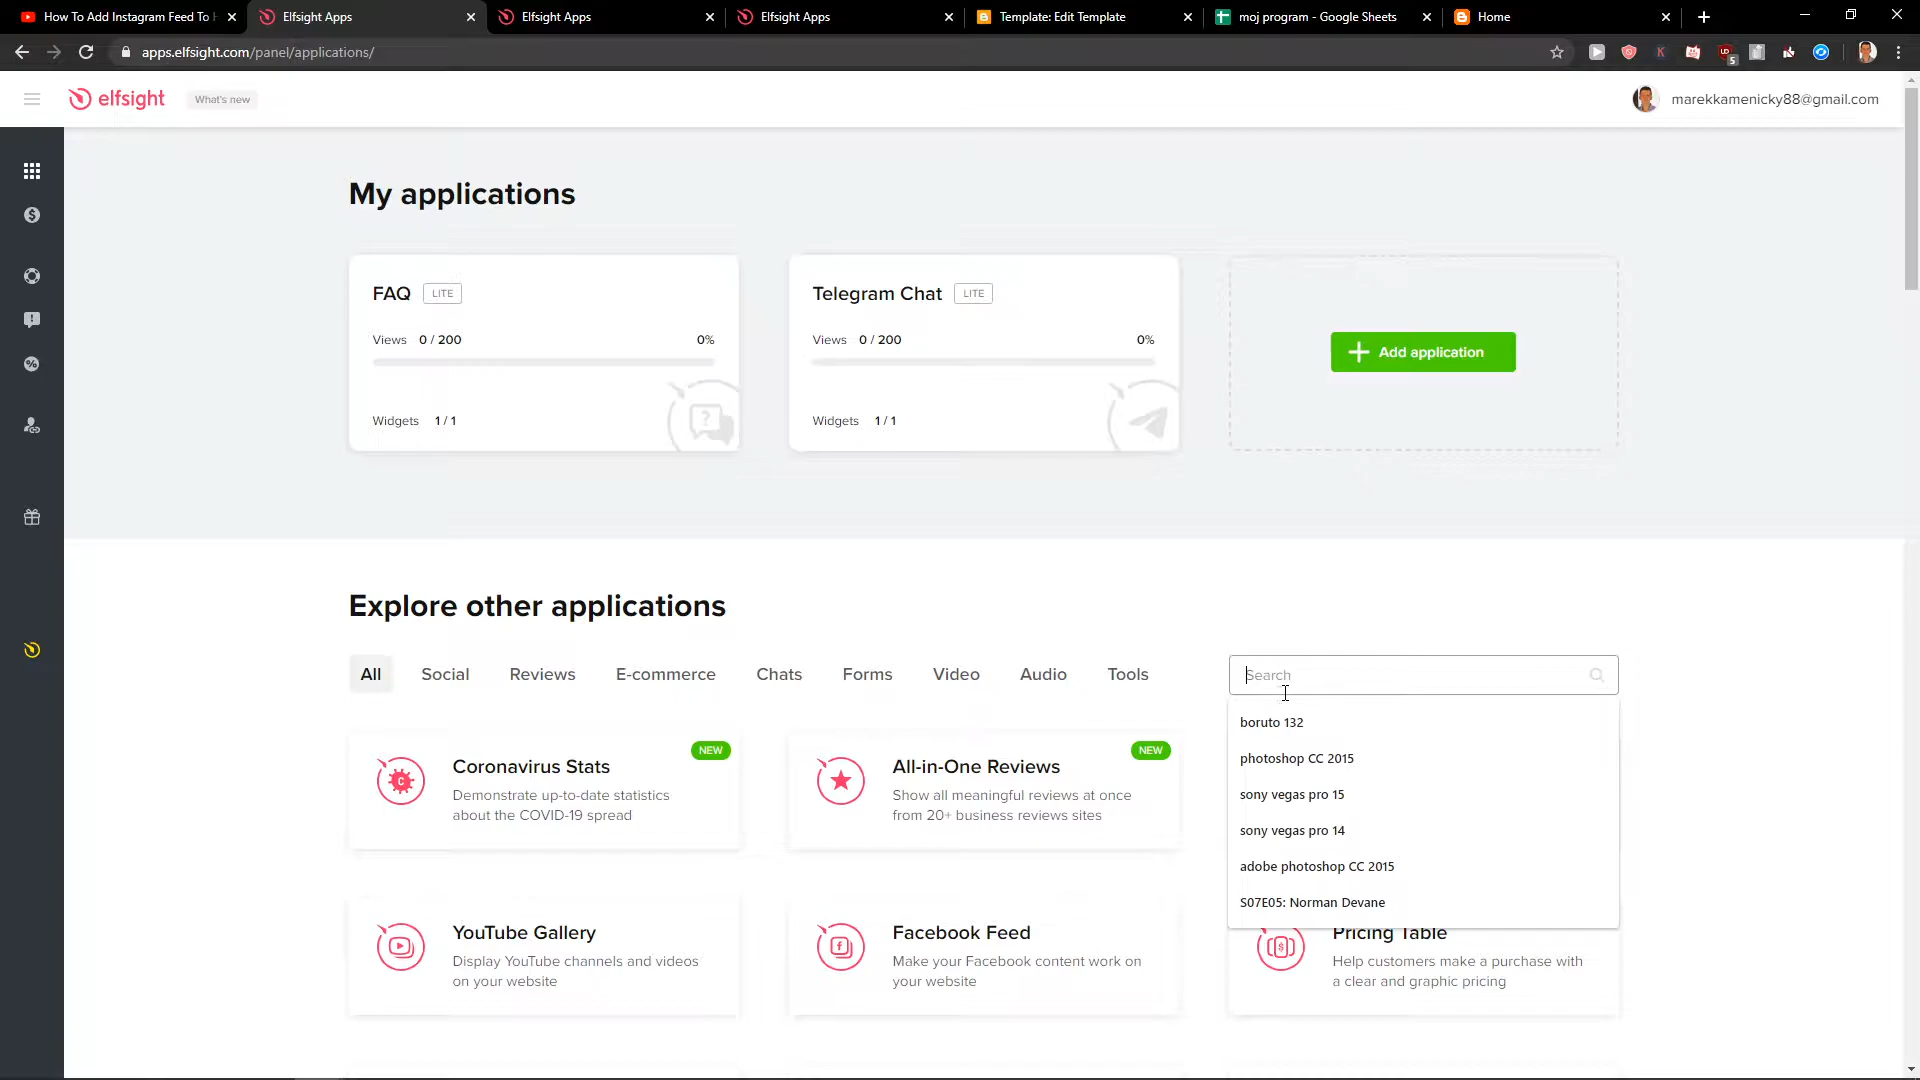 How To Add Instagram Feed To H
Elfsight Apps
Elfsight Apps
Elfsight Apps
Template: Edit Template
moj program - Google Sheets
Home
apps.elfsight.com/panel/applications/
5
elfsight
What's new
marekkamenicky88@gmail.com
My applications
FAQ LITE
Views 0 / 200 0%
Widgets 1 / 1
Telegram Chat LITE
Views 0 / 200 0%
Widgets 1 / 1
Add application
Explore other applications
All Social Reviews E-commerce Chats Forms Video Audio Tools
Search
boruto 132
photoshop CC 2015
sony vegas pro 15
sony vegas pro 14
adobe photoshop CC 2015
S07E05: Norman Devane
NEW
Coronavirus Stats
Demonstrate up-to-date statistics
about the COVID-19 spread
NEW
All-in-One Reviews
Show all meaningful reviews at once
from 20+ business reviews sites
YouTube Gallery
Display YouTube channels and videos
on your website
Facebook Feed
Make your Facebook content work on
your website
Pricing Table
Help customers make a purchase with
a clear and graphic pricing